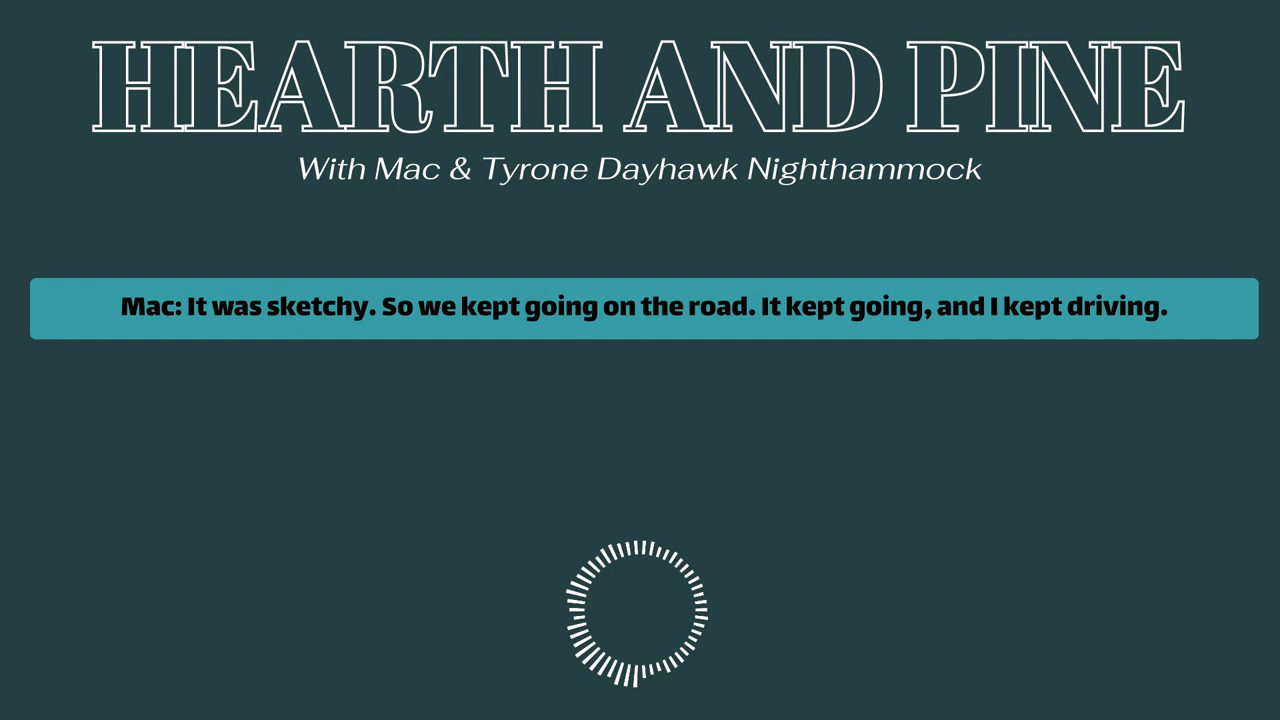 HEARTH AND PINE
With Mac & Tyrone Dayhawk Nighthammock
Mac: It was sketchy. So we kept going on the road. It kept going, and I kept driving.